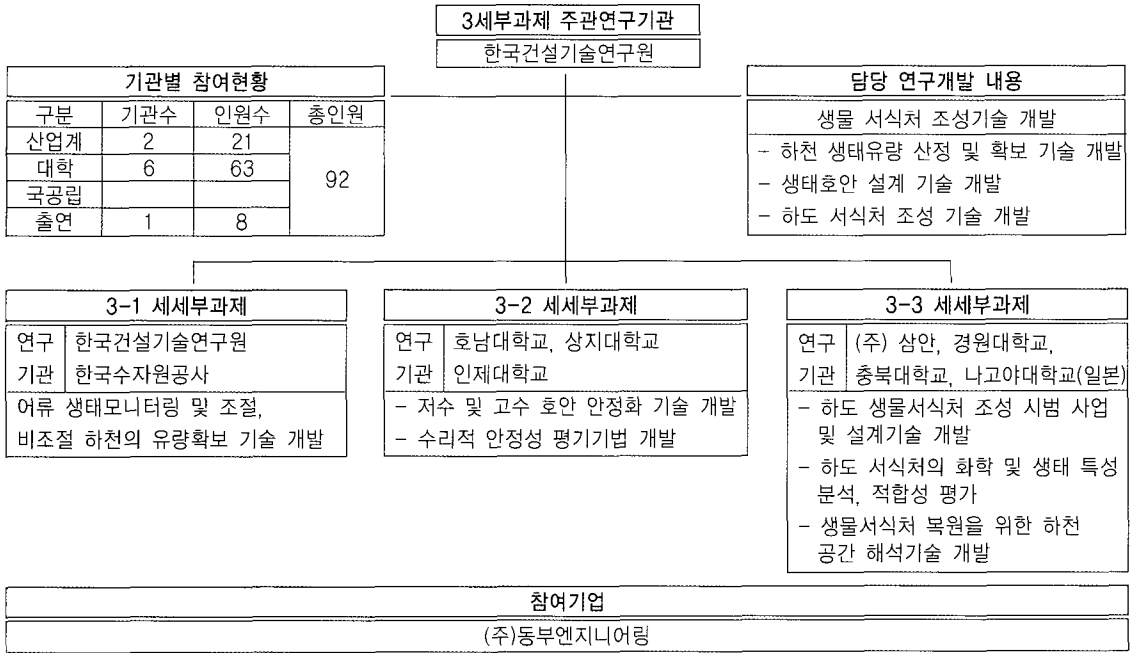 3세부과제 주관연구기관
한국건설기술연구원
기관별 참여현황
구분 기관수 인원수 총인원
산업계 2 21
대학 6 63
92
국공립
출연 1 8
담당 연구개발 내용
생물 서식처 조성기술 개발
- 하천 생태유량 산정 및 확보 기술 개발
- 생태호안 설계 기술 개발
- 하도 서식처 조성 기술 개발
3-1 세세부과제
연구 한국건설기술연구원
기관 한국수자원공사
어류 생태모니터링 및 조절,
비조절 하천의 유량확보 기술 개발
3-2 세세부과제
연구 호남대학교, 상지대학교
기관 인제대학교
- 저수 및 고수 호안 안정화 기술 개발
- 수리적 안정성 평기기법 개발
3-3 세세부과제
연구 (주) 삼안, 경원대학교,
기관 충북대학교, 나고야대학교(일본)
- 하도 생물서식처 조성 시범 사업
및 설계기술 개발
- 하도 서식처의 화학 및 생태 특성
분석, 적합성 평가
- 생물서식처 복원을 위한 하천
공간 해석기술 개발
참여기업
(주)동부엔지니어링